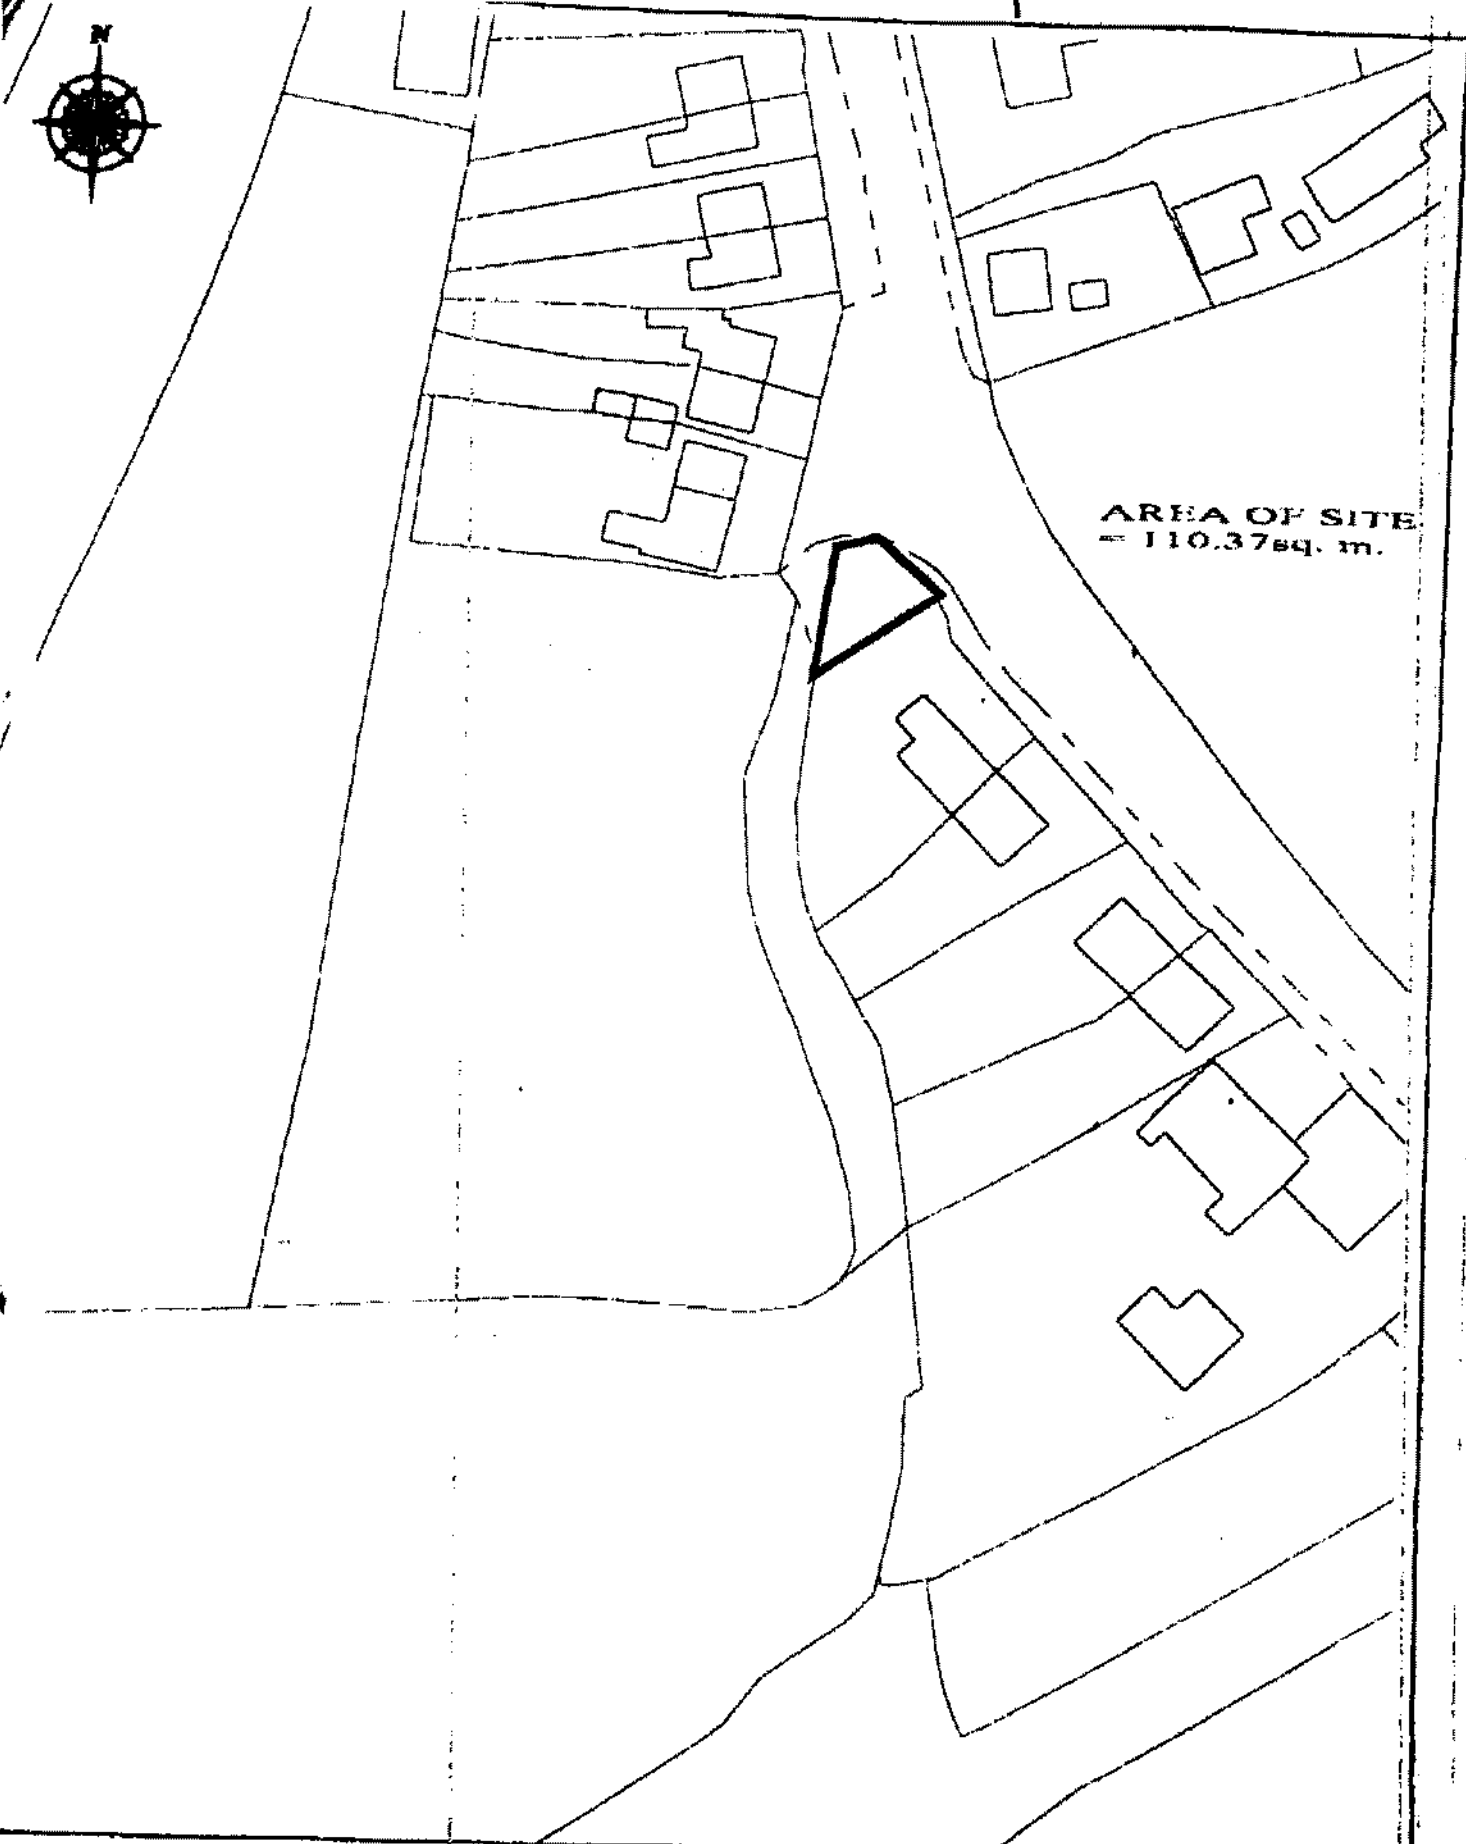 N
AREA OF SITE
= 110.37sq. m.